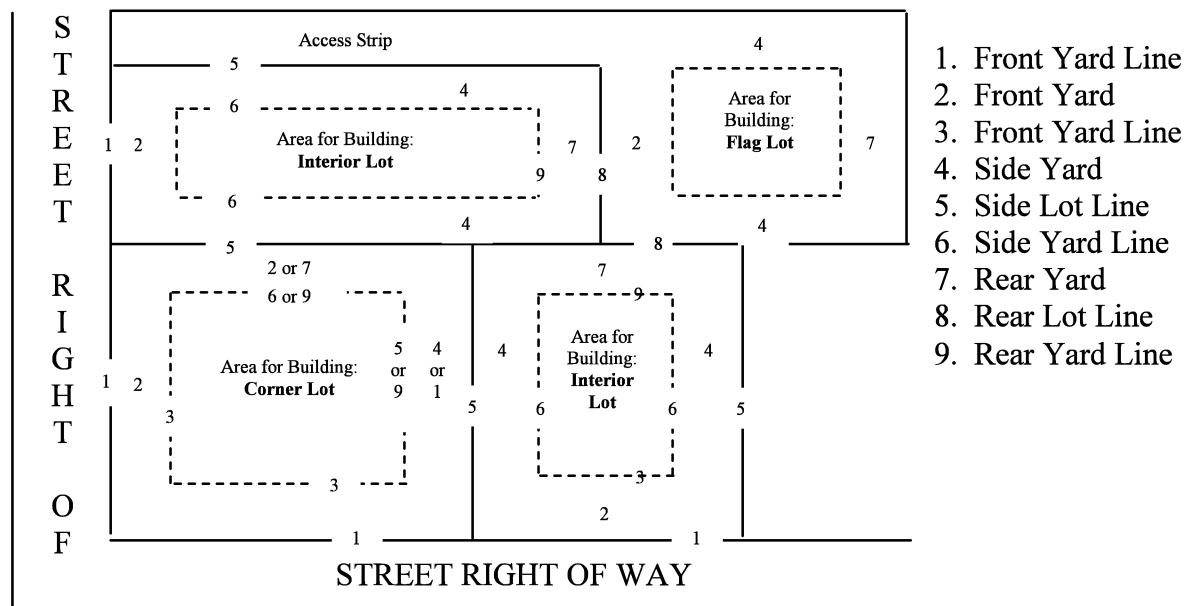 STREET RIGHT OF
Access Strip
5
4
6
Area for Building:
Interior Lot
1 2
7
9
8
6
4
5
4
Area for
Building:
Flag Lot
2
7
4
8
2 or 7
6 or 9
Area for Building:
Corner Lot
5
or
9
4
or
1
1 2
3
3
5
1
7
9
Area for
Building:
Interior
Lot
4
4
6
6
5
3
2
1
STREET RIGHT OF WAY
1. Front Yard Line
2. Front Yard
3. Front Yard Line
4. Side Yard
5. Side Lot Line
6. Side Yard Line
7. Rear Yard
8. Rear Lot Line
9. Rear Yard Line